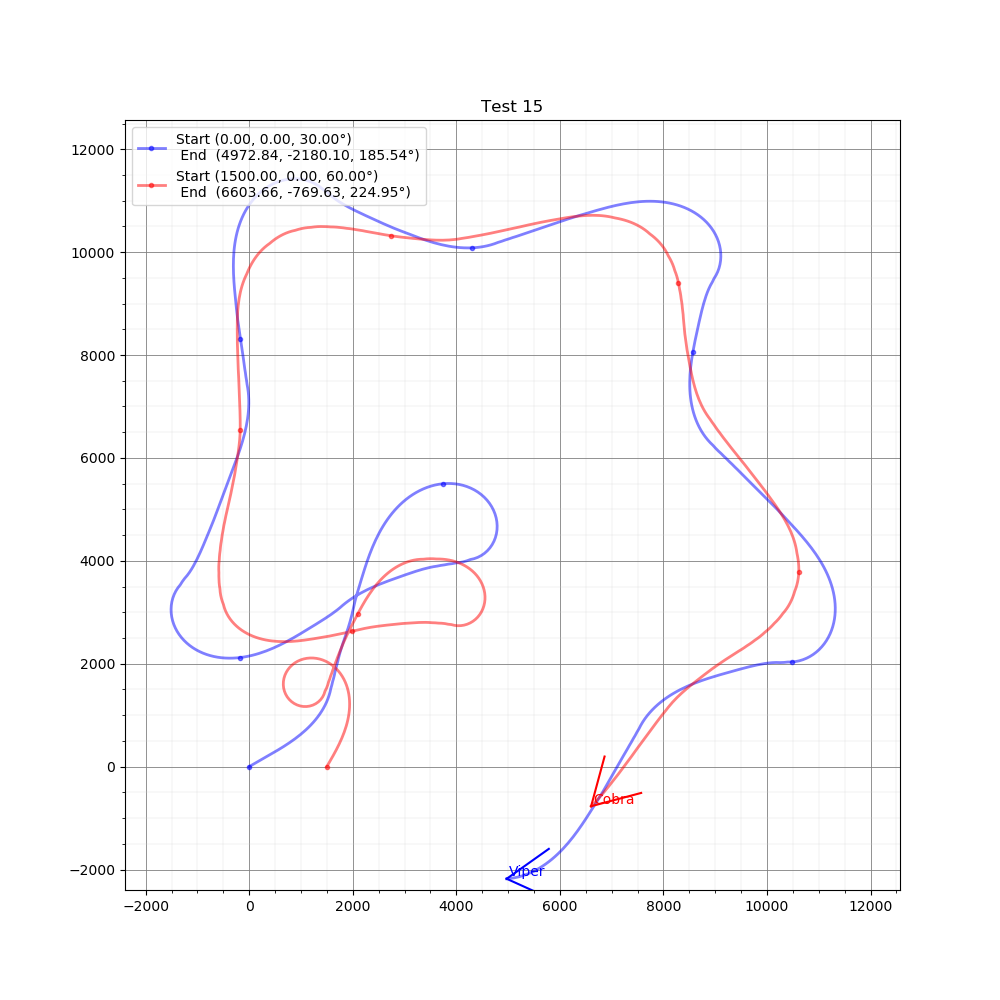 Test 15
Start (0.00, 0.00, 30.00°)
End (4972.84, -2180.10, 185.54°)
Start (1500.00, 0.00, 60.00°)
End (6603.66, -769.63, 224.95°)
12000
10000
8000
6000
4000
2000
0
−2000
Cobra
Viper
−2000 0 2000 4000 6000 8000 10000 12000